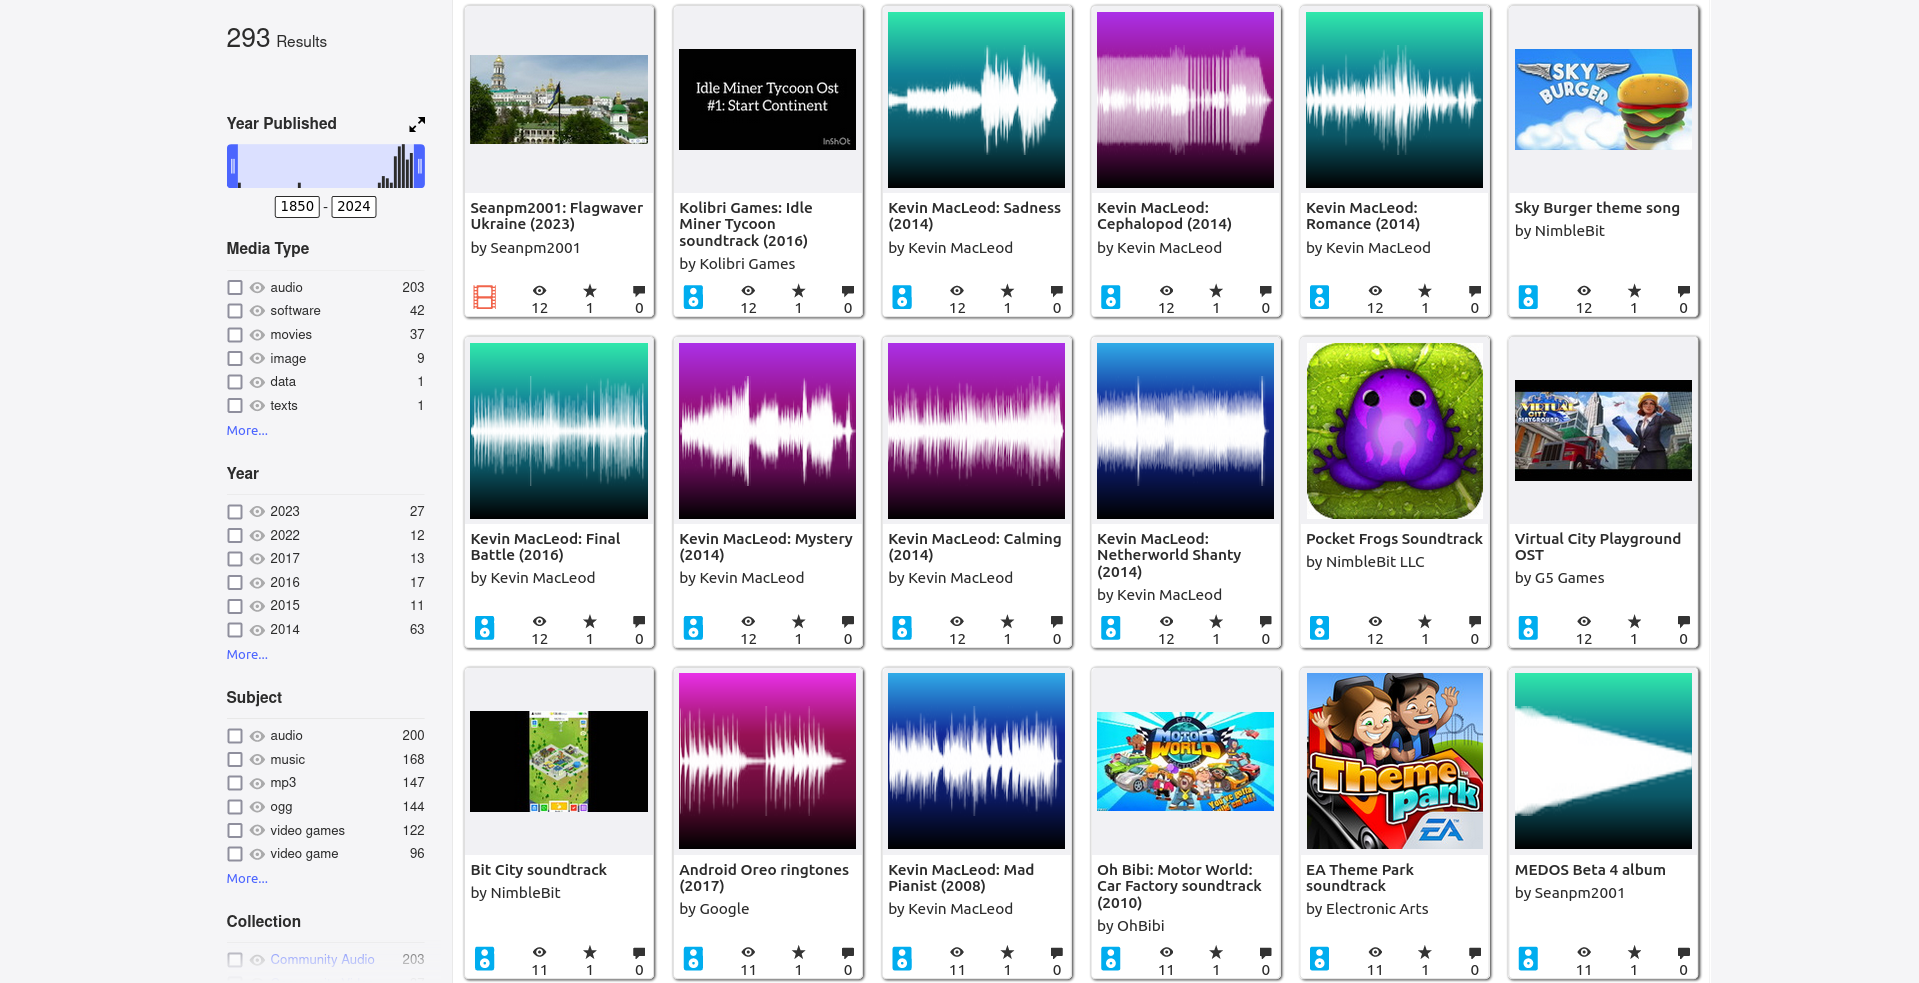 293 Results
Year Published
1850 - 2024
Media Type
audio 203
software 42
movies 37
image 9
data 1
texts 1
More...
Year
2023 27
2022 12
2017 13
2016 17
2015 11
2014 63
More...
Subject
audio 200
music 168
mp3 147
ogg 144
video games 122
video game 96
More...
Collection
Community Audio 203
Seanpm2001: Flagwaver
Ukraine (2023)
by Seanpm2001
12 1 0
Idle Miner Tycoon Ost
#1: Start Continent
InShOt
Kolibri Games: Idle
Miner Tycoon
soundtrack (2016)
by Kolibri Games
12 1 0
Kevin MacLeod: Sadness
(2014)
by Kevin MacLeod
12 1 0
Kevin MacLeod:
Cephalopod (2014)
by Kevin MacLeod
12 1 0
Kevin MacLeod:
Romance (2014)
by Kevin MacLeod
12 1 0
SKY
BURGER
Sky Burger theme song
by NimbleBit
12 1 0
Kevin MacLeod: Final
Battle (2016)
by Kevin MacLeod
12 1 0
Kevin MacLeod: Mystery
(2014)
by Kevin MacLeod
12 1 0
Kevin MacLeod: Calming
(2014)
by Kevin MacLeod
12 1 0
Kevin MacLeod:
Netherworld Shanty
(2014)
by Kevin MacLeod
12 1 0
Pocket Frogs Soundtrack
by NimbleBit LLC
12 1 0
VIRTUAL
CITY
PLAYGROUND
Virtual City Playground
OST
by G5 Games
12 1 0
Bit City soundtrack
by NimbleBit
11 1 0
Android Oreo ringtones
(2017)
by Google
11 1 0
Kevin MacLeod: Mad
Pianist (2008)
by Kevin MacLeod
11 1 0
CAR
MOTOR
WORLD
FACTORY
Oh Bibi: Motor World:
Car Factory soundtrack
(2010)
by OhBibi
11 1 0
Theme
park
EA
EA Theme Park
soundtrack
by Electronic Arts
11 1 0
MEDOS Beta 4 album
by Seanpm2001
11 1 0